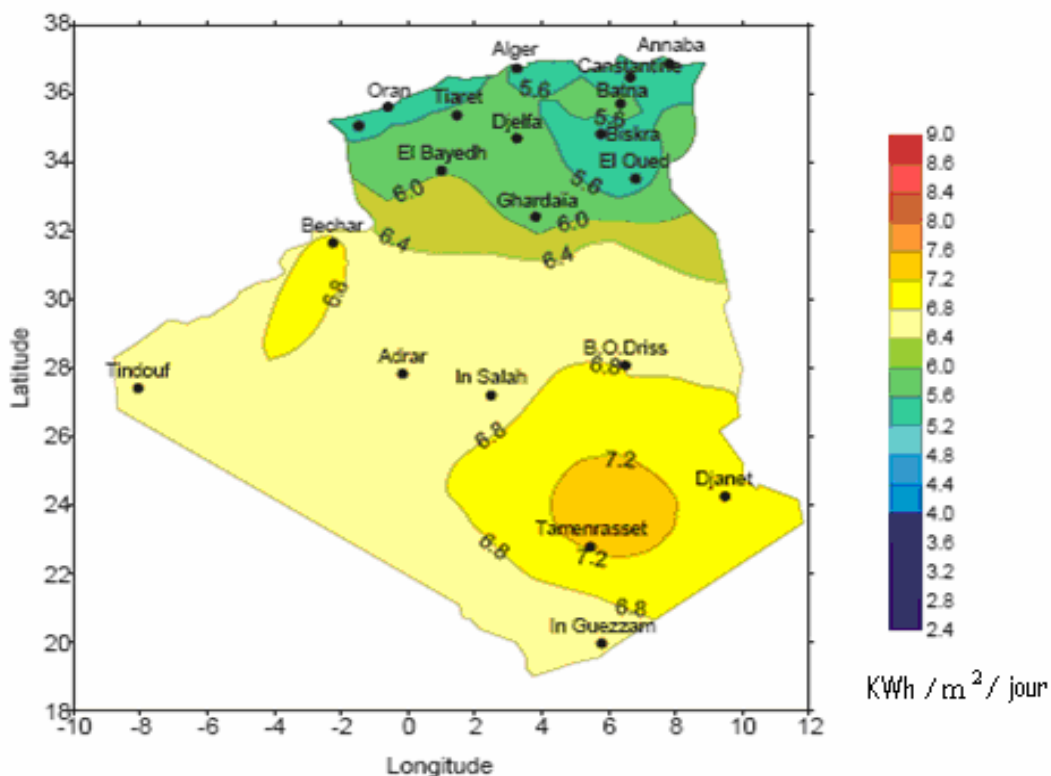 38
36
34
32
30
28
26
24
22
20
18
Latitude
-10 -8 -6 -4 -2 0 2 4 6 8 10 12
Longitude
Annaba
Alger
Canstantine
Oran
5.6
Batna
Tiaret
5.6
Djelfa
Biskra
El Bayedh
El Oued
5.6
6.0
Ghardaïa
6.0
Bechar
6.4
6.4
6.8
B.O.Driss
6.8
Adrar
Tindouf
In Salah
6.8
7.2
Djanet
Tamenrasset
6.8
7.2
6.8
In Guezzam
9.0
8.6
8.4
8.0
7.6
7.2
6.8
6.4
6.0
5.6
5.2
4.8
4.4
4.0
3.6
3.2
2.8
2.4
KWh / m² / jour